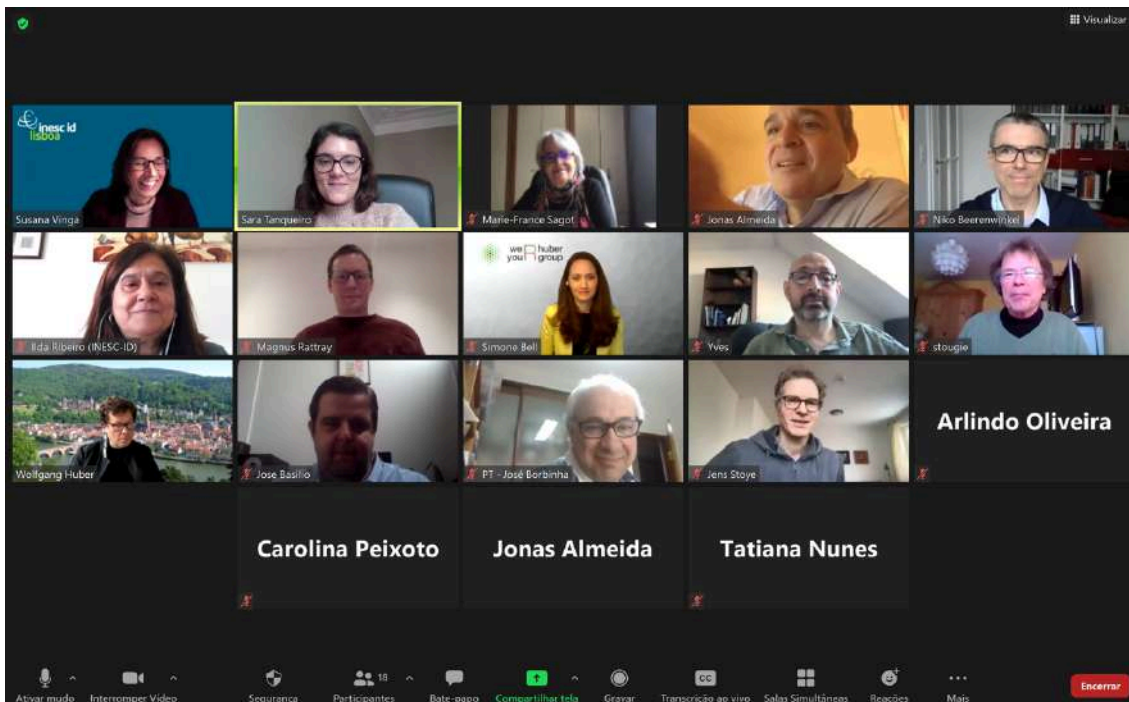 Visualizar
inesc id
lisboa
Susana Vinga
Sara Tanqueiro
Marie-France Sagot
Jonas Almeida
Niko Beerenwinkel
Ilda Ribeiro (INESC-ID)
Magnus Rattray
we huber
you group
Simone Bell
Yves
stougie
Wolfgang Huber
Jose Basilio
PT - José Borbinha
Jens Stoye
Arlindo Oliveira
Carolina Peixoto
Jonas Almeida
Tatiana Nunes
Ativar mudo
Interromper Vídeo
Segurança
18
Participantes
Bate-papo
Compartilhar tela
Gravar
CC
Transcrição ao vivo
Salas Simultâneas
Reações
Mais
Encerrar